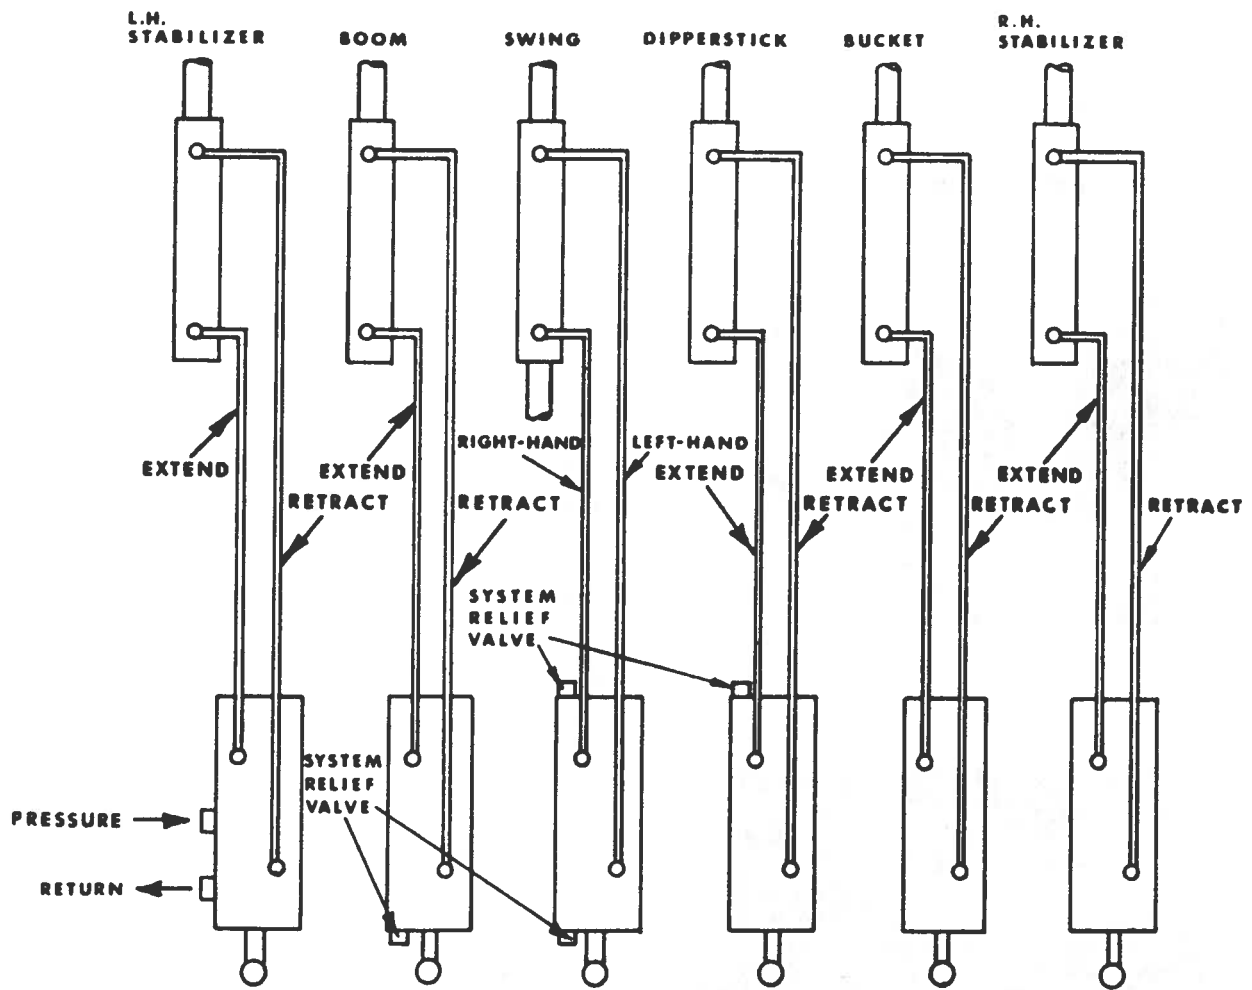 L.H.
STABILIZER
BOOM
SWING
DIPPERSTICK
BUCKET
R.H.
STABILIZER
RIGHT-HAND
LEFT-HAND
EXTEND
EXTEND
EXTEND
EXTEND
EXTEND
RETRACT
RETRACT
RETRACT
RETRACT
RETRACT
SYSTEM
RELIEF
VALVE
SYSTEM
RELIEF
VALVE
PRESSURE
RETURN